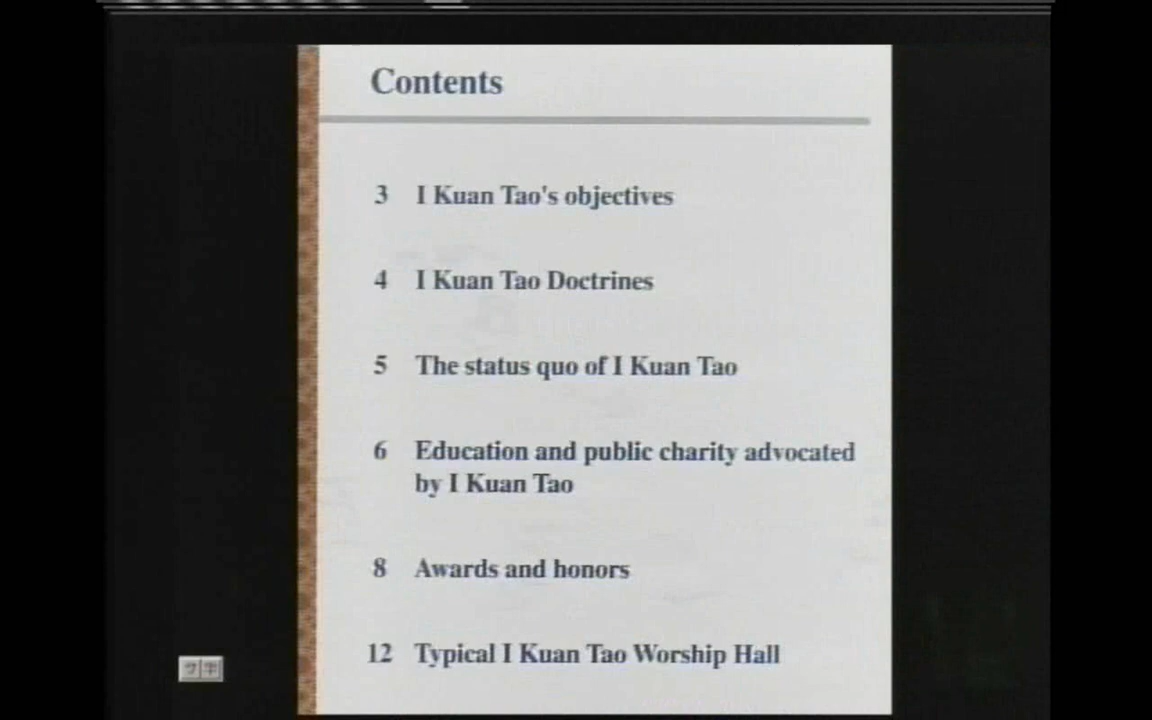 Contents
3 I Kuan Tao's objectives
4 I Kuan Tao Doctrines
5 The status quo of I Kuan Tao
6 Education and public charity advocated
by I Kuan Tao
8 Awards and honors
12 Typical I Kuan Tao Worship Hall